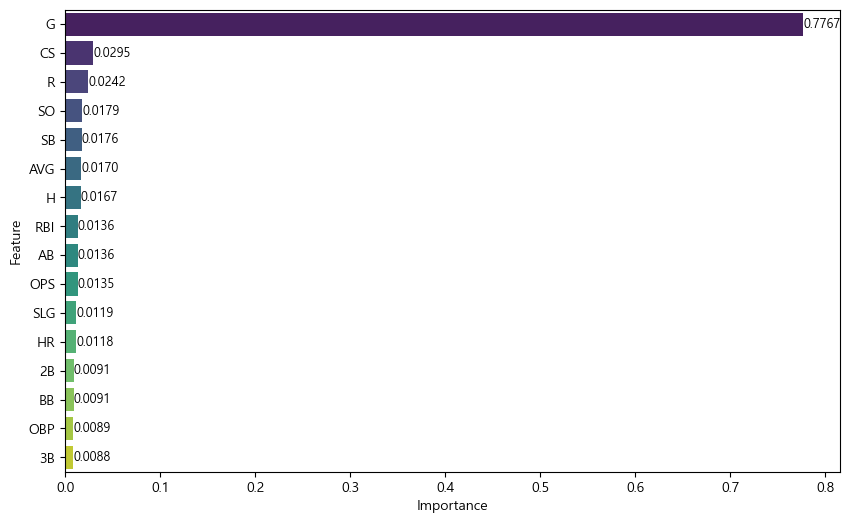 G 0.7767
CS 0.0295
R 0.0242
SO 0.0179
SB 0.0176
AVG 0.0170
H 0.0167
RBI 0.0136
AB 0.0136
OPS 0.0135
SLG 0.0119
HR 0.0118
2B 0.0091
BB 0.0091
OBP 0.0089
3B 0.0088
Feature
0.0 0.1 0.2 0.3 0.4 0.5 0.6 0.7 0.8
Importance